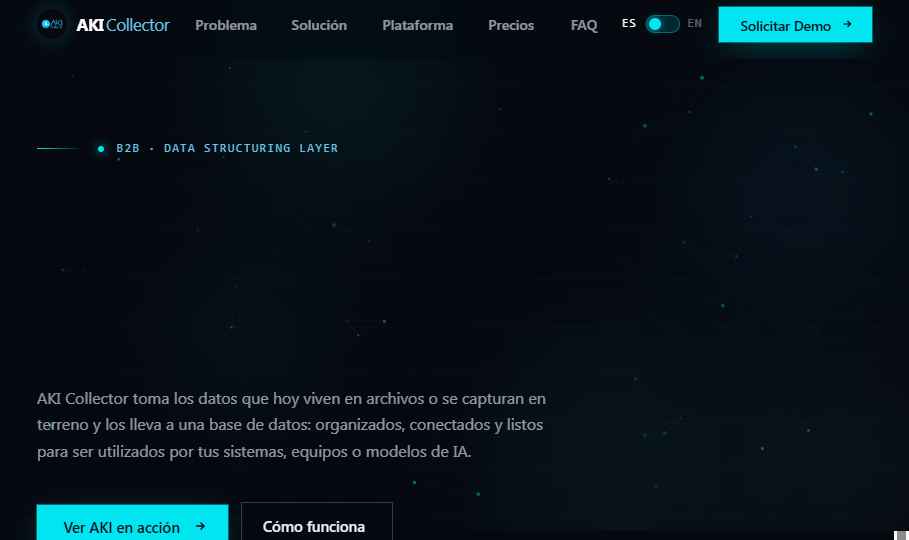 AKI Collector
Problema
Solución
Plataforma
Precios
FAQ
ES
EN
Solicitar Demo →
B2B · DATA STRUCTURING LAYER
AKI Collector toma los datos que hoy viven en archivos o se capturan en
terreno y los lleva a una base de datos: organizados, conectados y listos
para ser utilizados por tus sistemas, equipos o modelos de IA.
Ver AKI en acción →
Cómo funciona